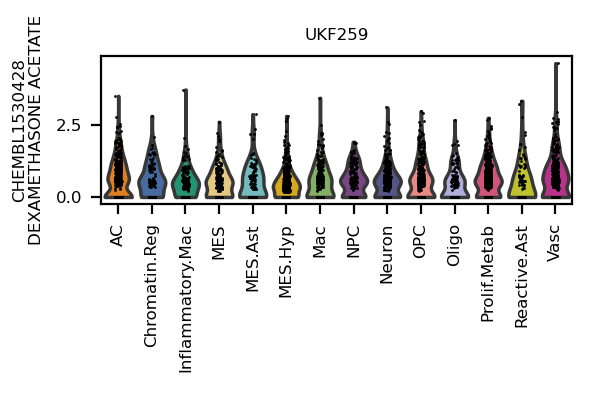 UKF259
CHEMBL1530428
DEXAMETHASONE ACETATE
2.5
0.0
AC
Chromatin.Reg
Inflammatory.Mac
MES
MES.Ast
MES.Hyp
Mac
NPC
Neuron
OPC
Oligo
Prolif.Metab
Reactive.Ast
Vasc